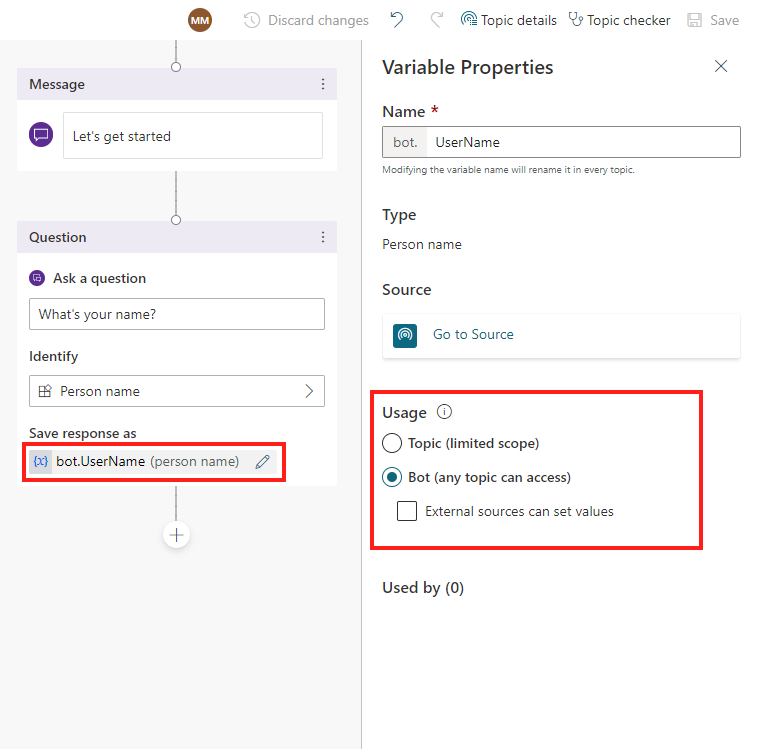 MM
Discard changes
Topic details
Topic checker
Save
Message
Let's get started
Question
Ask a question
What's your name?
Identify
Person name
Save response as
{x} bot.UserName (person name)
Variable Properties
Name *
bot. UserName
Modifying the variable name will rename it in every topic.
Type
Person name
Source
Go to Source
Usage
Topic (limited scope)
Bot (any topic can access)
External sources can set values
Used by (0)